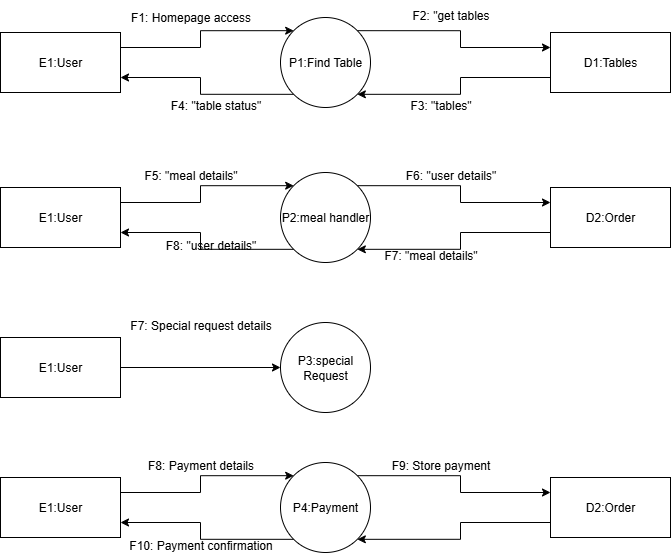 F1: Homepage access
F2: "get tables
E1:User
P1:Find Table
D1:Tables
F4: "table status"
F3: "tables"
F5: "meal details"
F6: "user details"
E1:User
P2:meal handler
D2:Order
F8: "user details"
F7: "meal details"
F7: Special request details
E1:User
P3:special
Request
F8: Payment details
F9: Store payment
E1:User
P4:Payment
D2:Order
F10: Payment confirmation